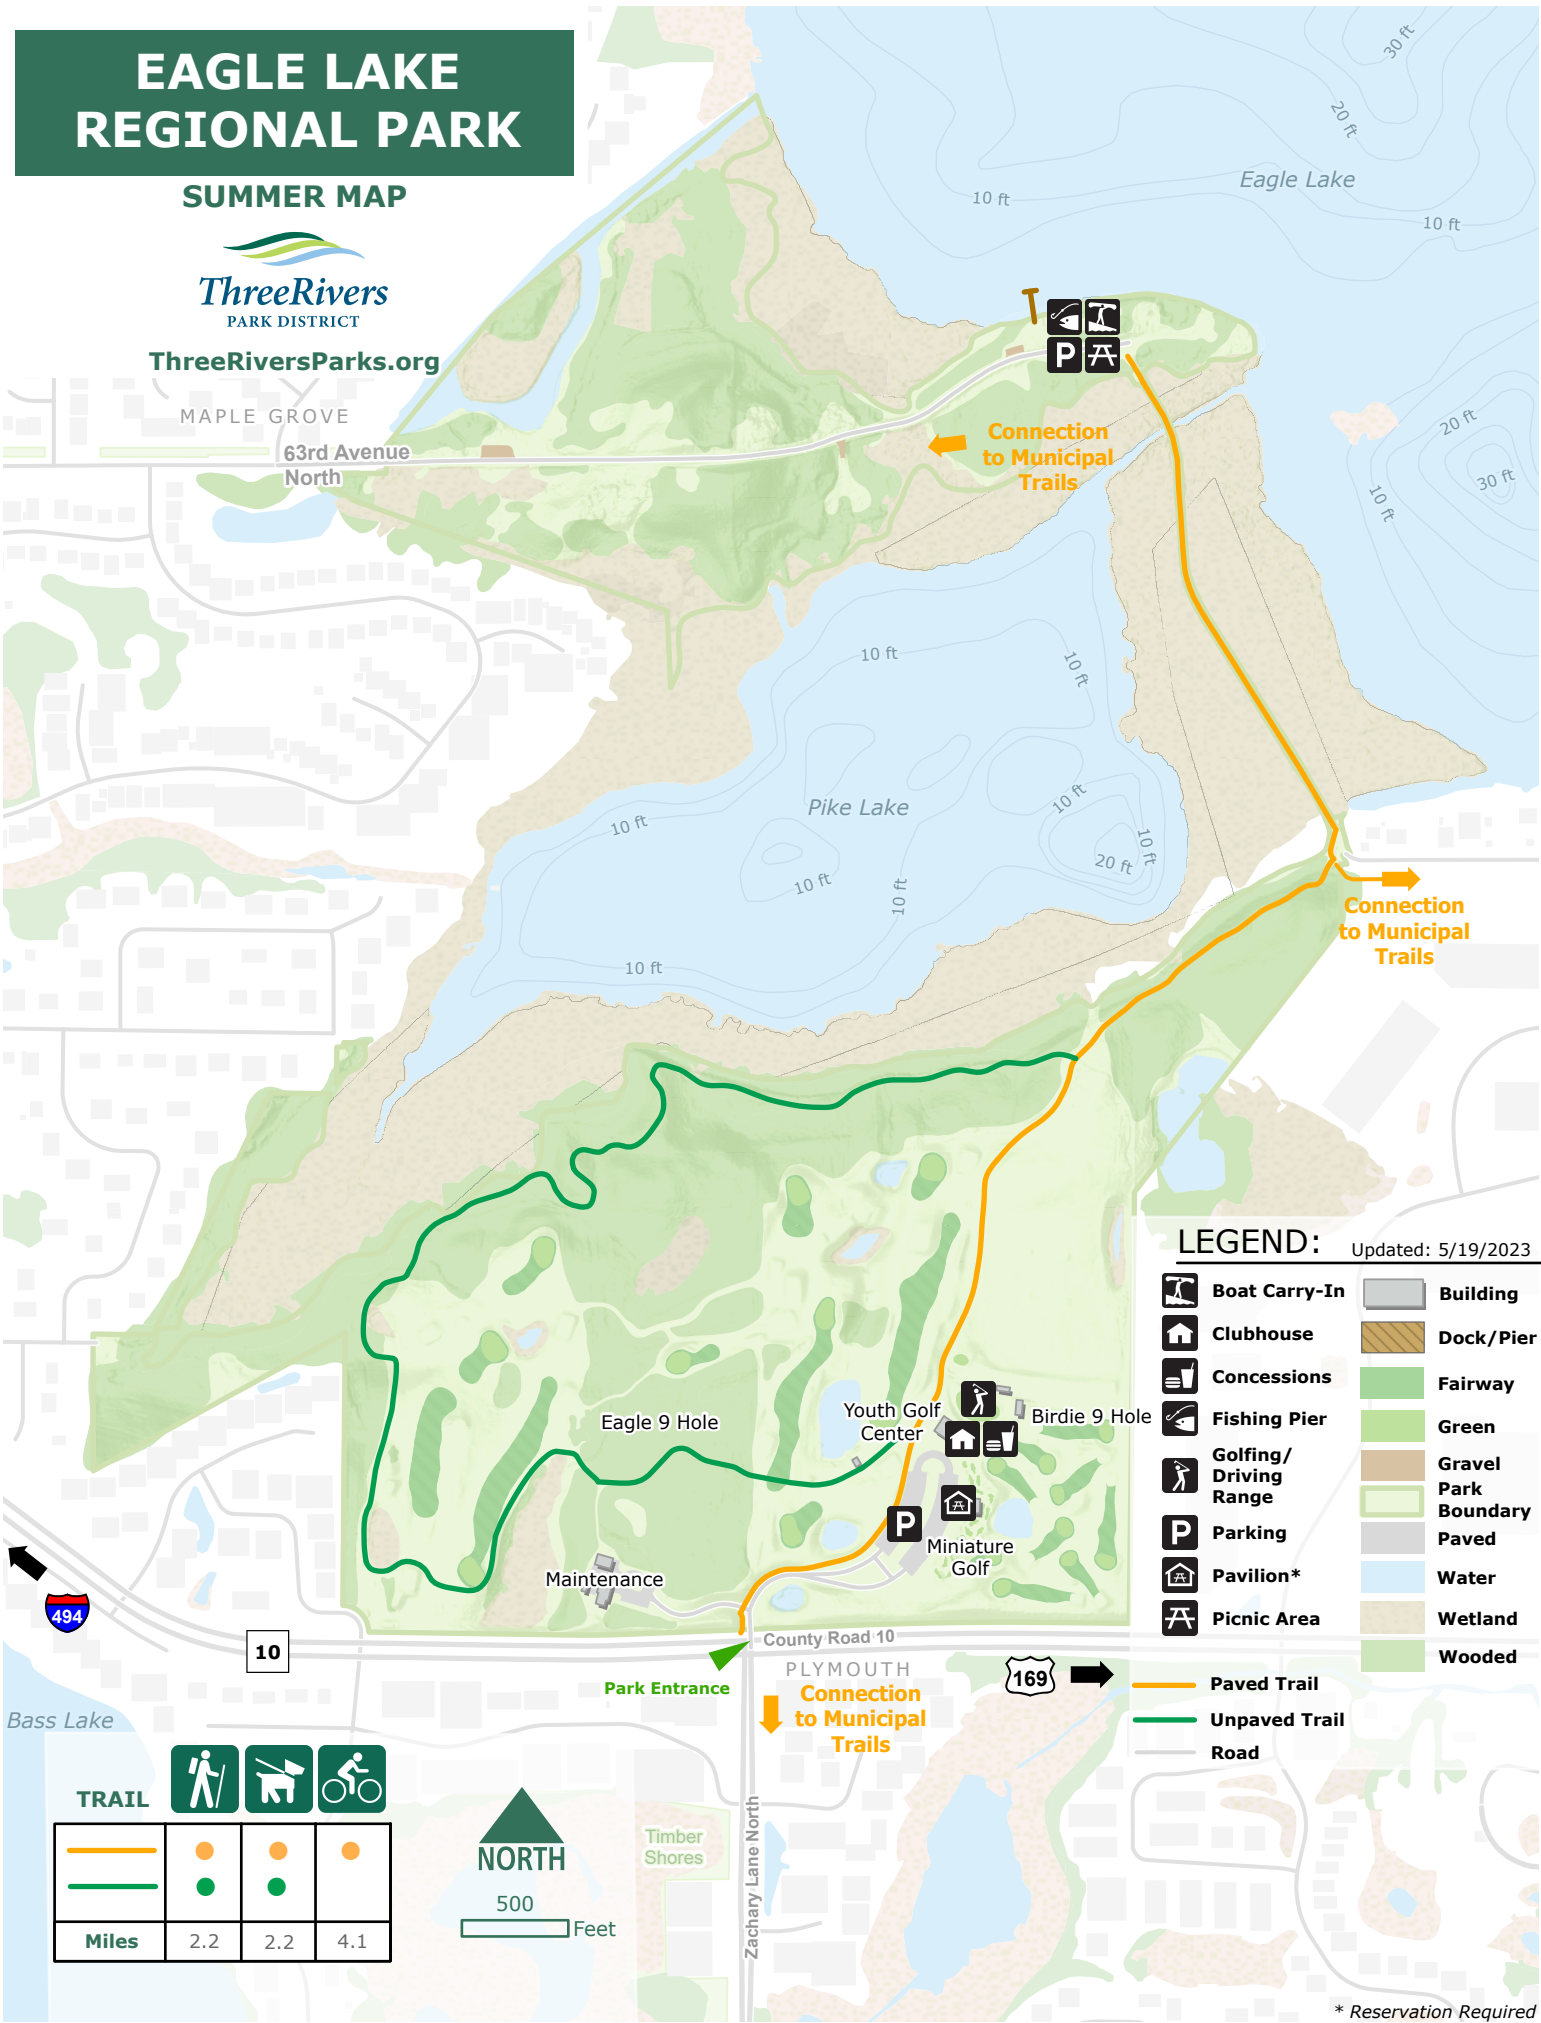 EAGLE LAKE
REGIONAL PARK
SUMMER MAP
ThreeRivers
PARK DISTRICT
ThreeRiversParks.org
30 ft
20 ft
Eagle Lake
10 ft
10 ft
MAPLE GROVE
63rd Avenue
North
P
Connection
to Municipal
Trails
20 ft
30 ft
10 ft
10 ft
10 ft
Pike Lake
10 ft
10 ft
10 ft
20 ft
10 ft
10 ft
10 ft
Connection
to Municipal
Trails
Eagle 9 Hole
Youth Golf
Center
Birdie 9 Hole
P
Miniature
Golf
Maintenance
County Road 10
PLYMOUTH
Park Entrance
Connection
to Municipal
Trails
494
10
169
Bass Lake
Zachary Lane North
Timber
Shores
LEGEND:
Updated: 5/19/2023
Boat Carry-In
Clubhouse
Concessions
Fishing Pier
Golfing/
Driving
Range
P Parking
Pavilion*
Picnic Area
Building
Dock/Pier
Fairway
Green
Gravel
Park
Boundary
Paved
Water
Wetland
Wooded
Paved Trail
Unpaved Trail
Road
TRAIL
Miles 2.2 2.2 4.1
NORTH
500
Feet
* Reservation Required